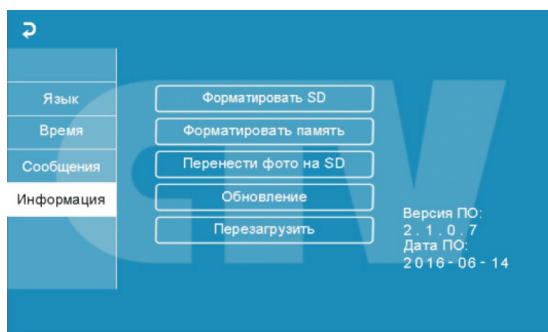 Язык
Время
Сообщения
Информация
Форматировать SD
Форматировать память
Перенести фото на SD
Обновление
Перезагрузить
Версия ПО:
2.1.0.7
Дата ПО:
2016-06-14